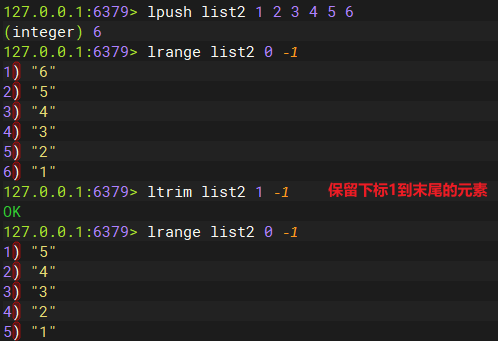 127.0.0.1:6379> lpush list2 1 2 3 4 5 6
(integer) 6
127.0.0.1:6379> lrange list2 0 -1
1) "6"
2) "5"
3) "4"
4) "3"
5) "2"
6) "1"
127.0.0.1:6379> ltrim list2 1 -1 保留下标1到末尾的元素
OK
127.0.0.1:6379> lrange list2 0 -1
1) "5"
2) "4"
3) "3"
4) "2"
5) "1"